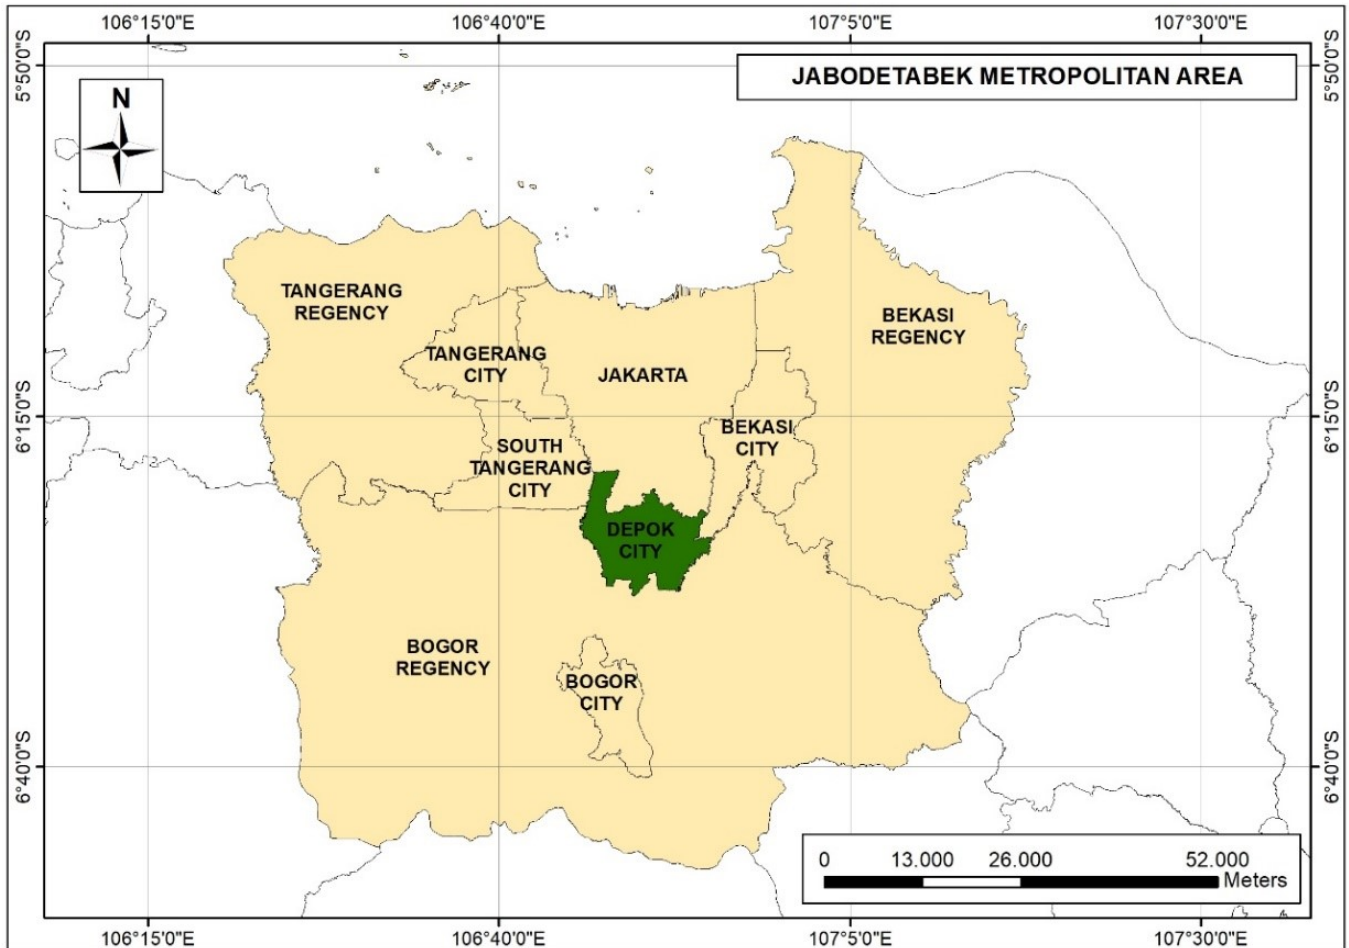 106°15'0"E
106°40'0"E
107°5'0"E
107°30'0"E
5°50'0"S
5°50'0"S
JABODETABEK METROPOLITAN AREA
N
TANGERANG
REGENCY
BEKASI
REGENCY
TANGERANG
CITY
JAKARTA
6°15'0"S
6°15'0"S
BEKASI
CITY
SOUTH
TANGERANG
CITY
DEPOK
CITY
BOGOR
REGENCY
BOGOR
CITY
6°40'0"S
6°40'0"S
0 13.000 26.000 52.000
Meters
106°15'0"E
106°40'0"E
107°5'0"E
107°30'0"E